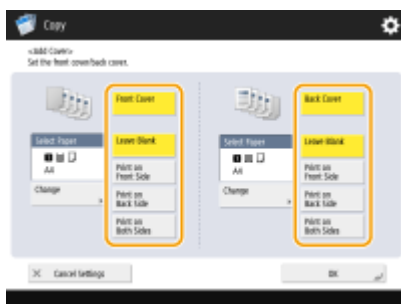 Copy
<Add Cover>
Set the front cover/back cover.
Front Cover
Select Paper
A4
Change
Leave Blank
Print on
Front Side
Print on
Back Side
Print on
Both Sides
Back Cover
Select Paper
A4
Change
Leave Blank
Print on
Front Side
Print on
Back Side
Print on
Both Sides
Cancel Settings
OK